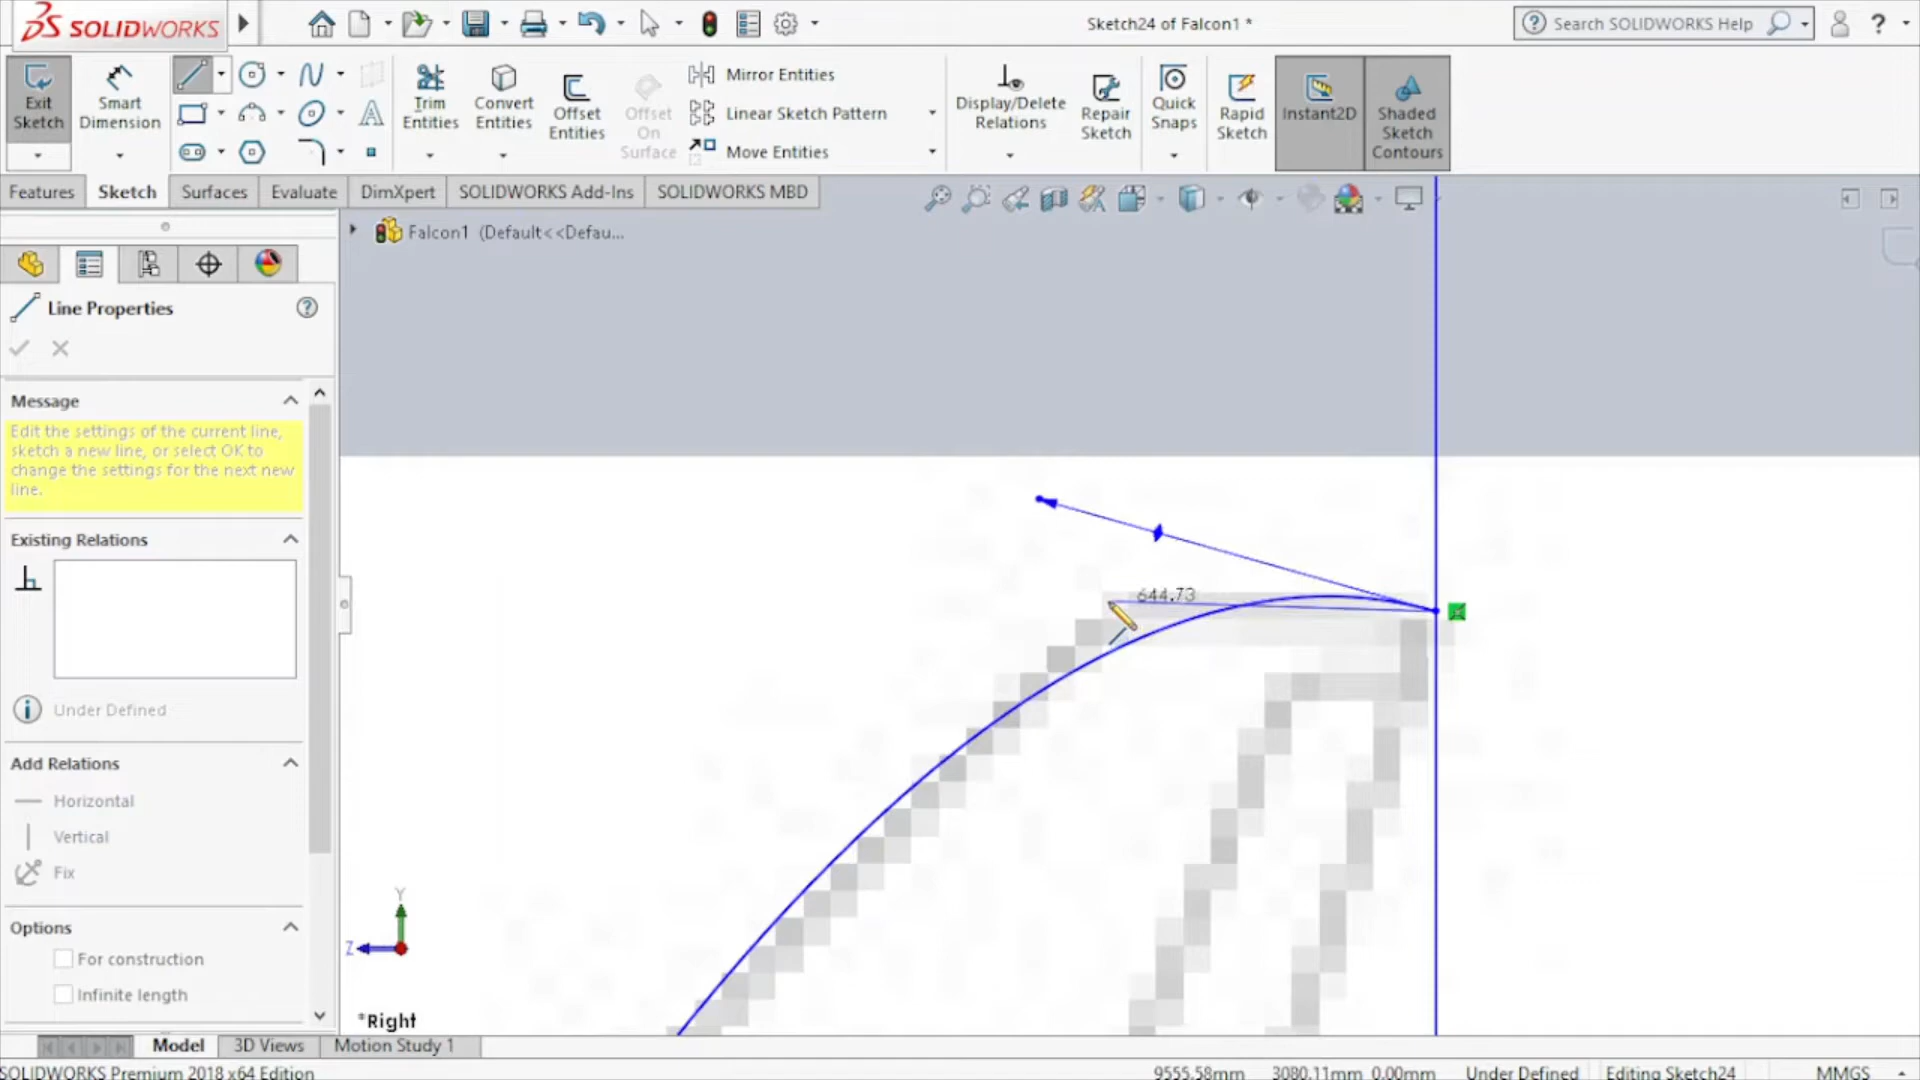 SOLIDWORKS
Sketch24 of Falcon1 *
Search SOLIDWORKS Help
?
Exit Sketch
Smart Dimension
Trim Entities
Convert Entities
Offset Entities
Offset On Surface
Mirror Entities
Linear Sketch Pattern
Move Entities
Display/Delete Relations
Repair Sketch
Quick Snaps
Rapid Sketch
Instant2D
Shaded Sketch Contours
Features
Sketch
Surfaces
Evaluate
DimXpert
SOLIDWORKS Add-Ins
SOLIDWORKS MBD
Falcon1 (Default<<Defau...
Line Properties
Message
Edit the settings of the current line,
sketch a new line, or select OK to
change the settings for the next new
line.
Existing Relations
Under Defined
Add Relations
Horizontal
Vertical
Fix
Options
For construction
Infinite length
644.73
Y
Z
*Right
Model
3D Views
Motion Study 1
SOLIDWORKS Premium 2018 x64 Edition
9555.58mm
3080.11mm
0.00mm
Under Defined
Editing Sketch24
MMGS